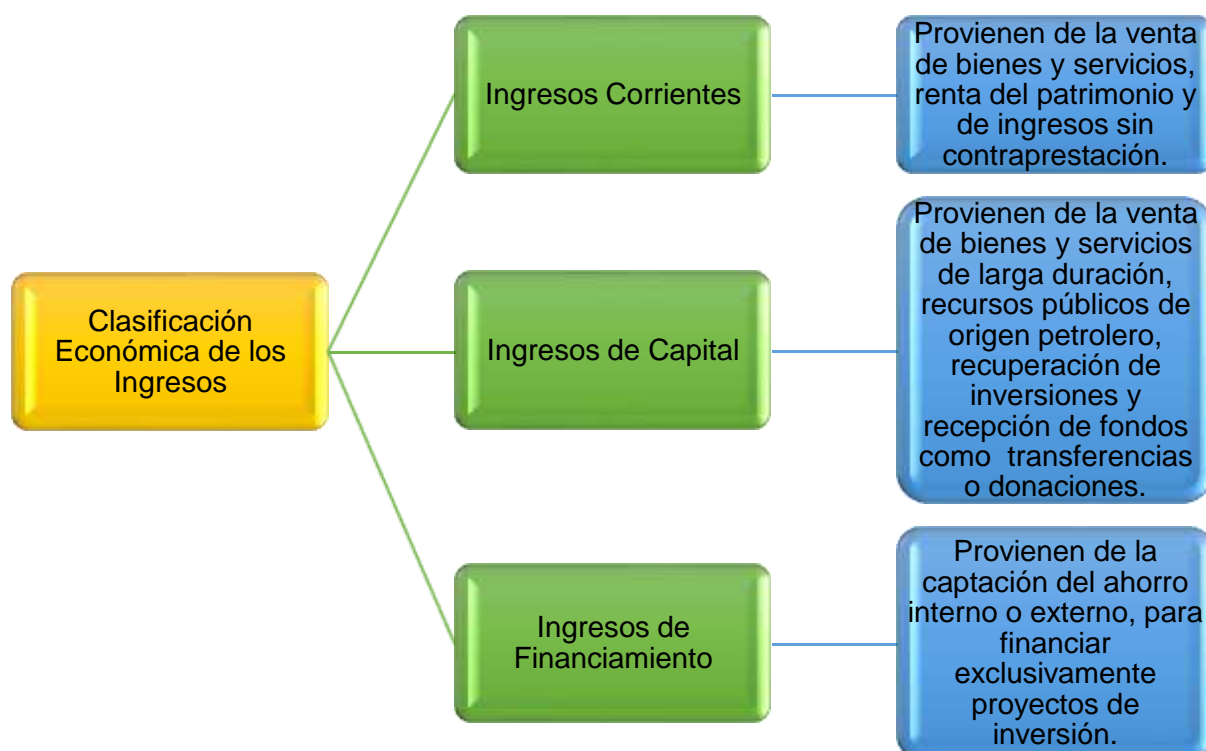 Clasificación
Económica de los
Ingresos
Ingresos Corrientes
Provienen de la venta
de bienes y servicios,
renta del patrimonio y
de ingresos sin
contraprestación.
Ingresos de Capital
Provienen de la venta
de bienes y servicios
de larga duración,
recursos públicos de
origen petrolero,
recuperación de
inversiones y
recepción de fondos
como transferencias
o donaciones.
Ingresos de
Financiamiento
Provienen de la
captación del ahorro
interno o externo, para
financiar
exclusivamente
proyectos de
inversión.